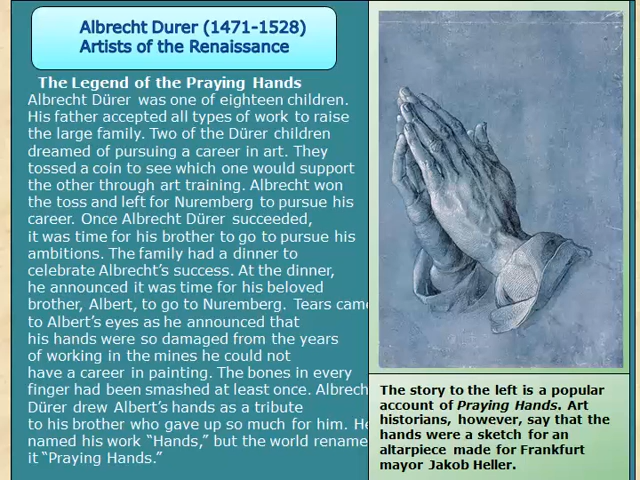 Albrecht Durer (1471-1528)
Artists of the Renaissance
The Legend of the Praying Hands
Albrecht Dürer was one of eighteen children.
His father accepted all types of work to raise
the large family. Two of the Dürer children
dreamed of pursuing a career in art. They
tossed a coin to see which one would support
the other through art training. Albrecht won
the toss and left for Nuremberg to pursue his
career. Once Albrecht Dürer succeeded,
it was time for his brother to go to pursue his
ambitions. The family had a dinner to
celebrate Albrecht’s success. At the dinner,
he announced it was time for his beloved
brother, Albert, to go to Nuremberg. Tears came
to Albert’s eyes as he announced that
his hands were so damaged from the years
of working in the mines he could not
have a career in painting. The bones in every
finger had been smashed at least once. Albrech
Dürer drew Albert’s hands as a tribute
to his brother who gave up so much for him. He
named his work “Hands,” but the world rename
it “Praying Hands.”
The story to the left is a popular
account of Praying Hands. Art
historians, however, say that the
hands were a sketch for an
altarpiece made for Frankfurt
mayor Jakob Heller.